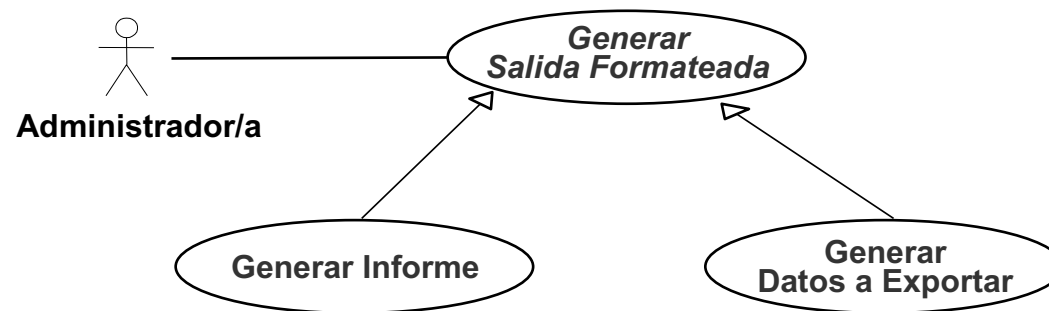 Generar
Salida Formateada
Administrador/a
Generar Informe
Generar
Datos a Exportar